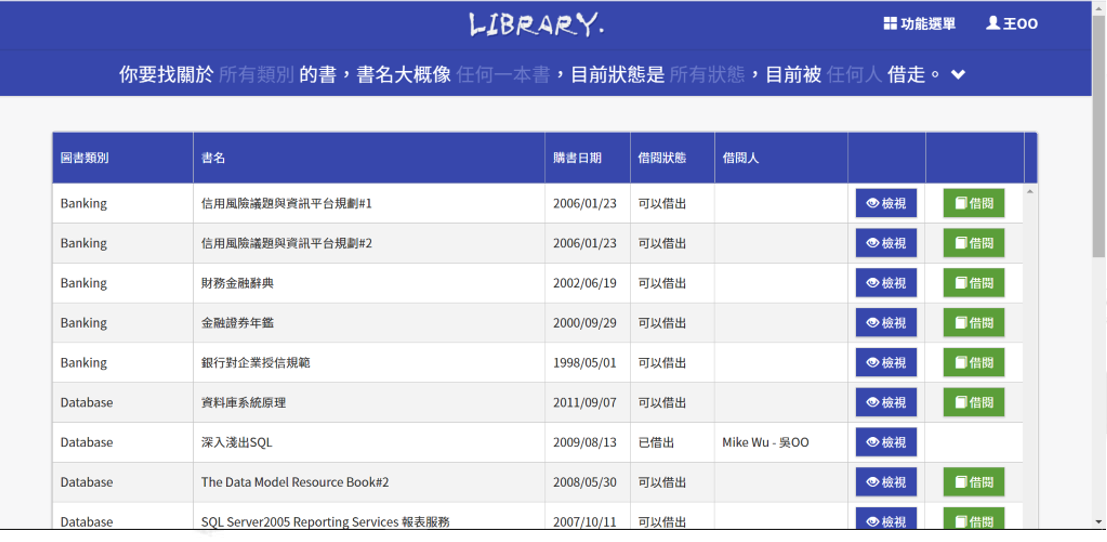 LIBRARY.
功能選單 王OO
你要找關於 所有類別 的書，書名大概像 任何一本書，目前狀態是 所有狀態，目前被 任何人 借走。
圖書類別 書名 購書日期 借閱狀態 借閱人
Banking 信用風險議題與資訊平台規劃#1 2006/01/23 可以借出 檢視 借閱
Banking 信用風險議題與資訊平台規劃#2 2006/01/23 可以借出 檢視 借閱
Banking 財務金融辭典 2002/06/19 可以借出 檢視 借閱
Banking 金融證券年鑑 2000/09/29 可以借出 檢視 借閱
Banking 銀行對企業授信規範 1998/05/01 可以借出 檢視 借閱
Database 資料庫系統原理 2011/09/07 可以借出 檢視 借閱
Database 深入淺出SQL 2009/08/13 已借出 Mike Wu - 吳OO 檢視
Database The Data Model Resource Book#2 2008/05/30 可以借出 檢視 借閱
Database SQL Server2005 Reporting Services 報表服務 2007/10/11 可以借出 檢視 借閱